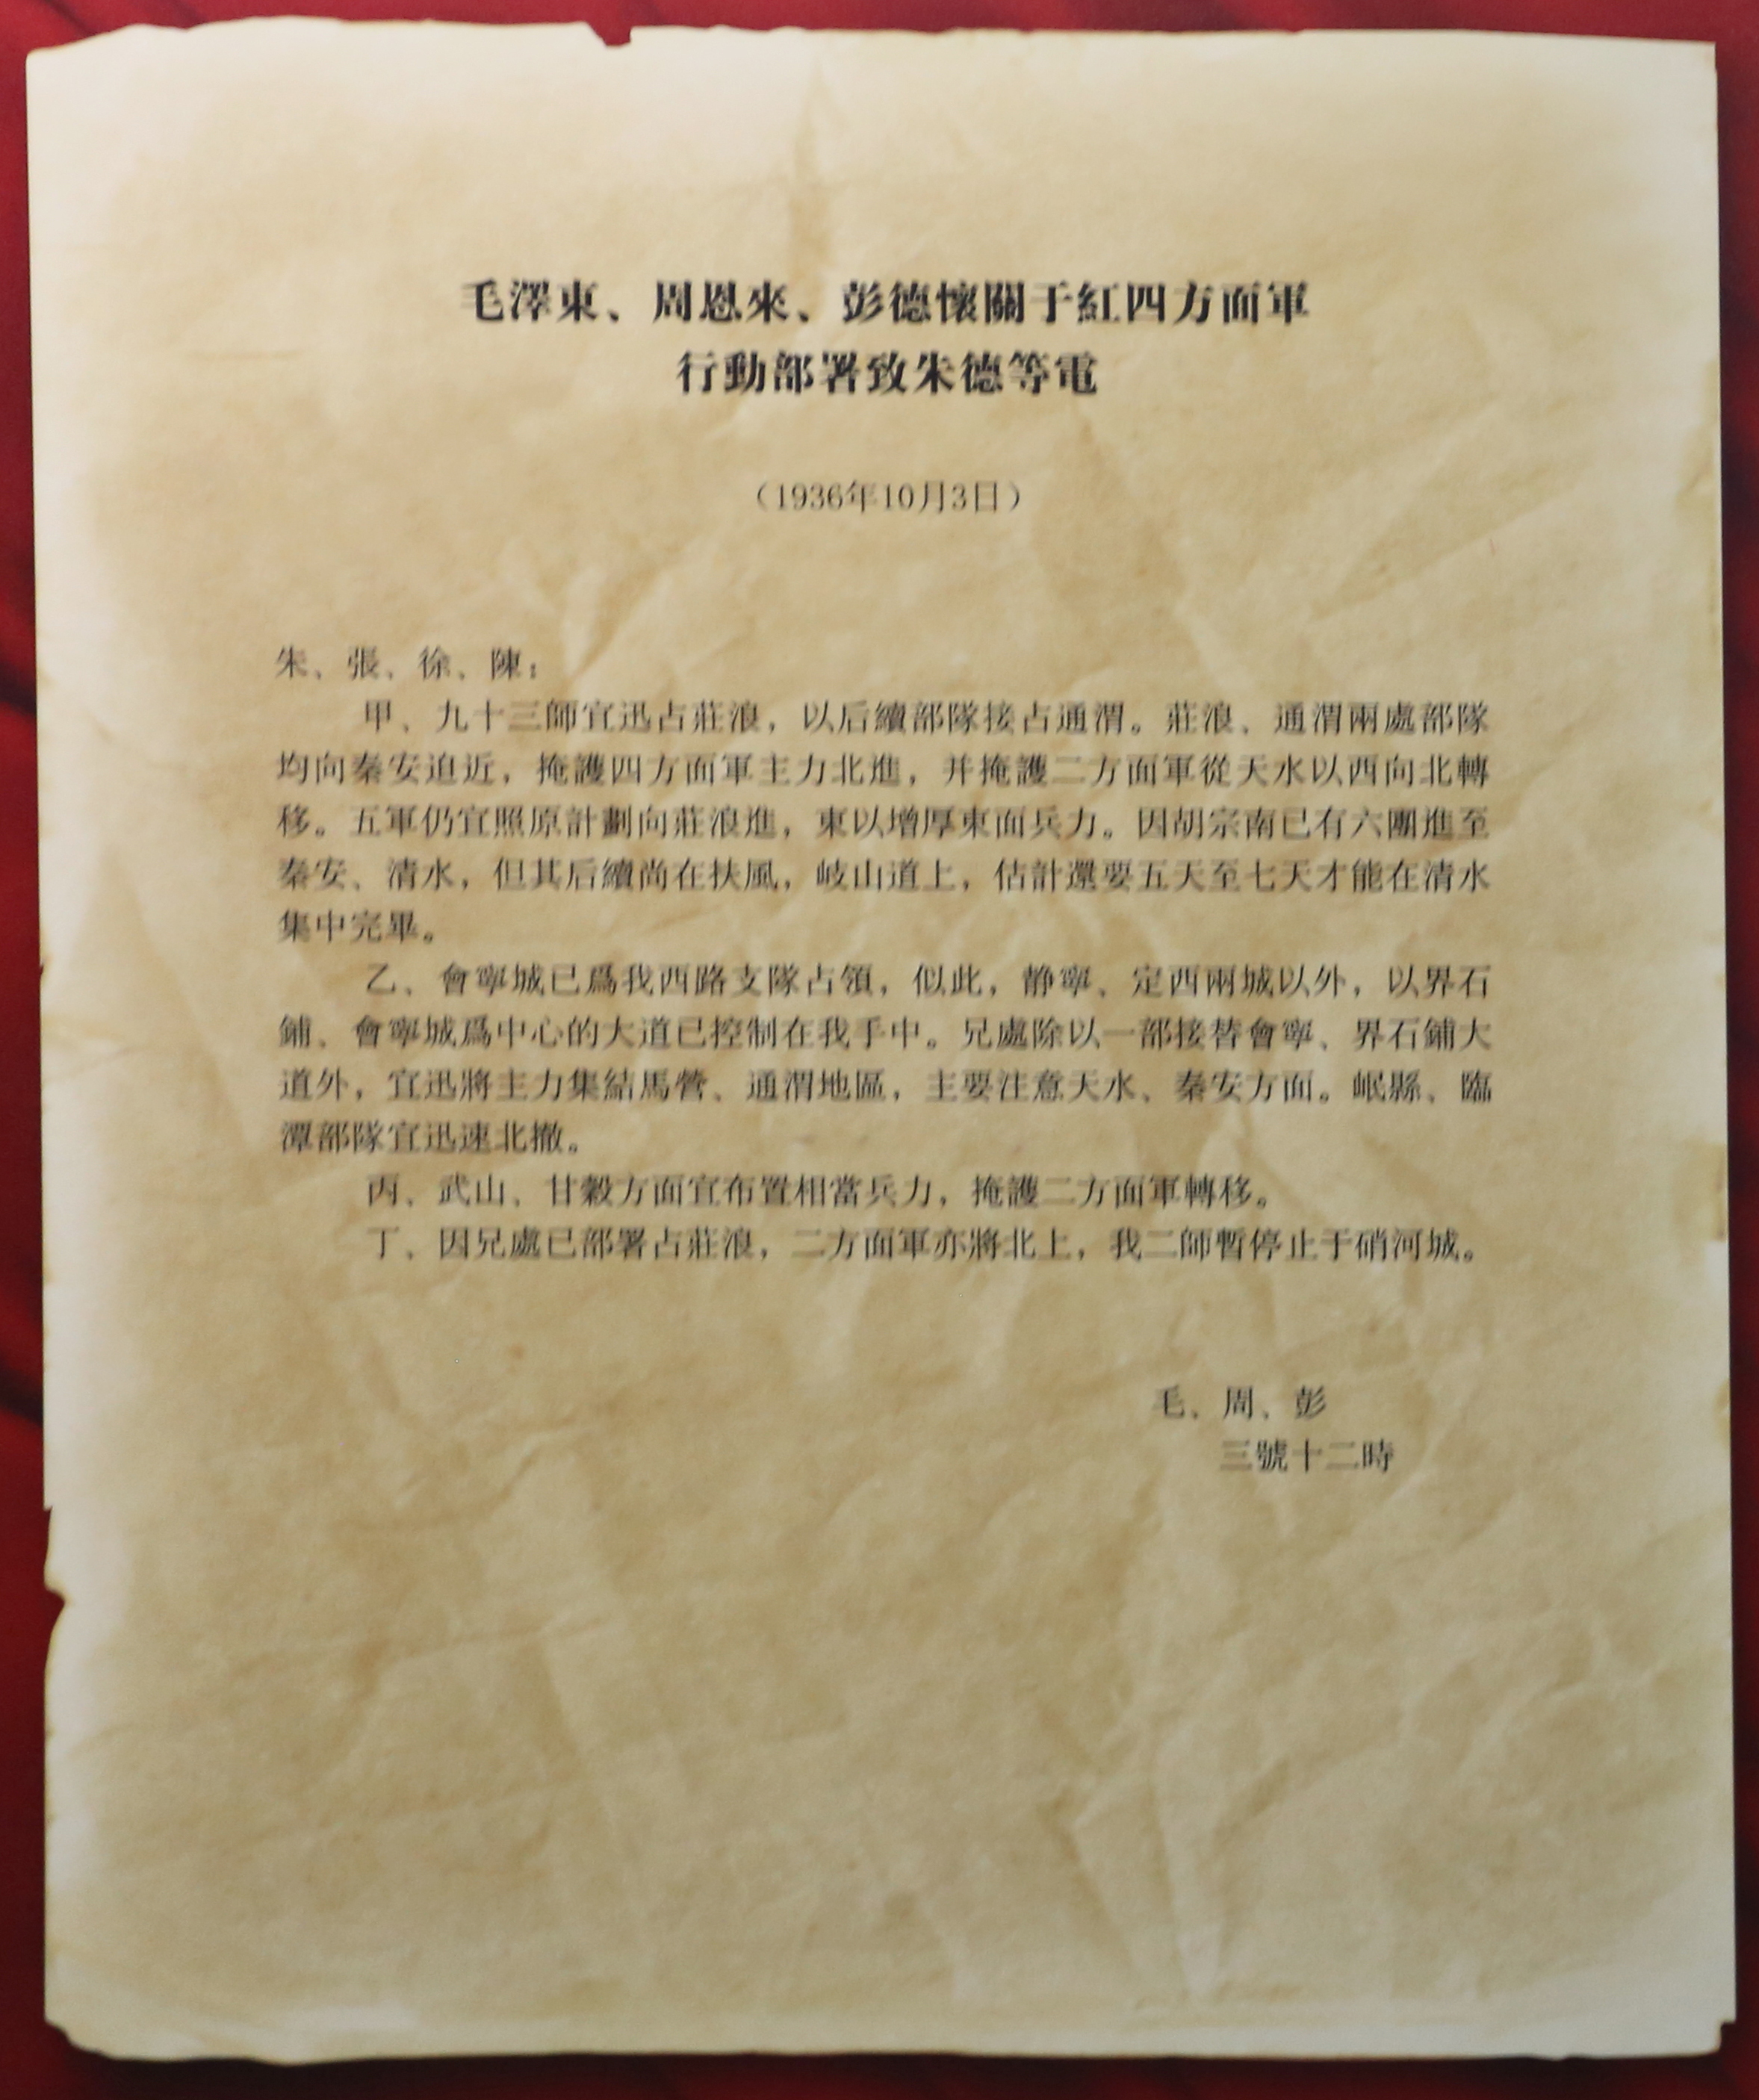 毛澤東、周恩來、彭德懷關于紅四方面軍
行動部署致朱德等電
（1936年10月3日）
朱、張、徐、陳：
甲、九十三師宜迅占莊浪，以后續部隊接占通渭。莊浪、通渭兩處部隊
均向秦安迫近，掩護四方面軍主力北進，并掩護二方面軍從天水以西向北轉
移。五軍仍宜照原計劃向莊浪進，東以增厚東面兵力。因胡宗南已有六團進至
秦安、清水，但其后續尚在扶風，岐山道上，估計還要五天至七天才能在清水
集中完畢。
乙、會寧城已爲我西路支隊占領，似此，静寧、定西兩城以外，以界石
鋪、會寧城爲中心的大道已控制在我手中。兄處除以一部接替會寧、界石鋪大
道外，宜迅將主力集結馬營、通渭地區，主要注意天水、秦安方面。岷縣、臨
潭部隊宜迅速北撤。
丙、武山、甘穀方面宜布置相當兵力，掩護二方面軍轉移。
丁、因兄處已部署占莊浪，二方面軍亦將北上，我二師暫停止于硝河城。
毛、周、彭
三號十二時